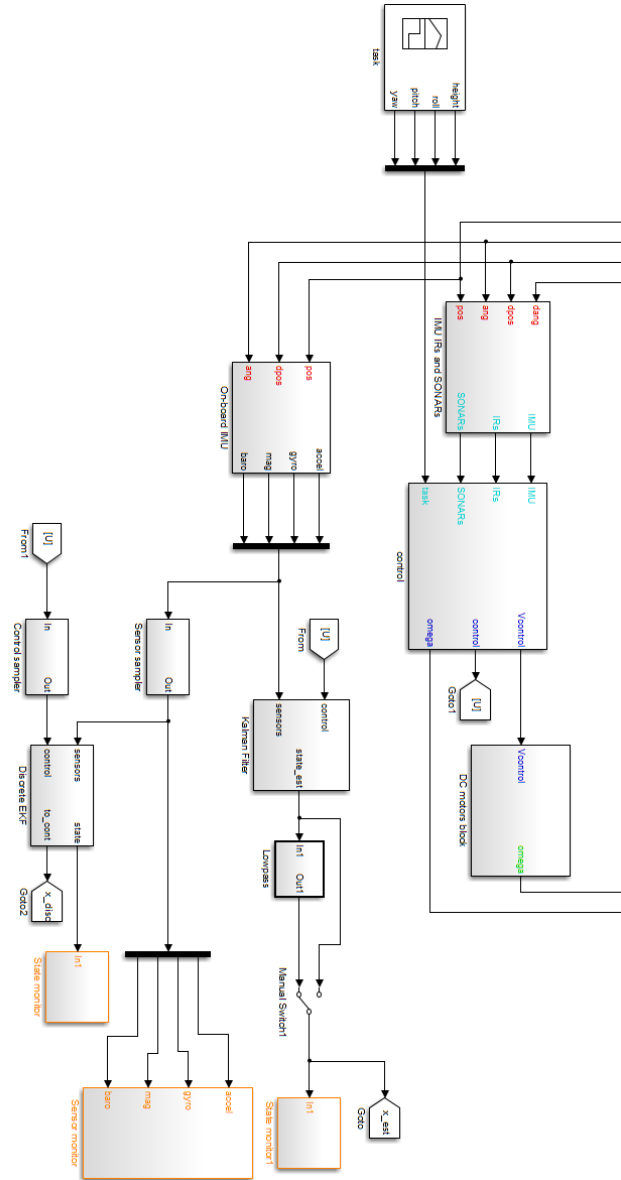 height
roll
pitch
yaw
task
dang
dpos
ang
pos
IMU
IRs
SONARs
IMU IRs and SONARs
pos
dpos
ang
accel
gyro
mag
baro
On-board IMU
IMU
IRs
SONARs
task
Vcontrol
control
omega
control
[U]
Goto1
Vcontrol
omega
DC motors block
[U]
From
control
sensors
state_est
Kalman Filter
In1
Out1
Lowpass
Manual Switch1
x_est
Goto
In1
State monitor1
In
Out
Sensor sampler
[U]
From1
In
Out
Control sampler
sensors
control
state
to_cont
Discrete EKF
x_disc
Goto2
In1
State monitor
accel
gyro
mag
baro
Sensor monitor